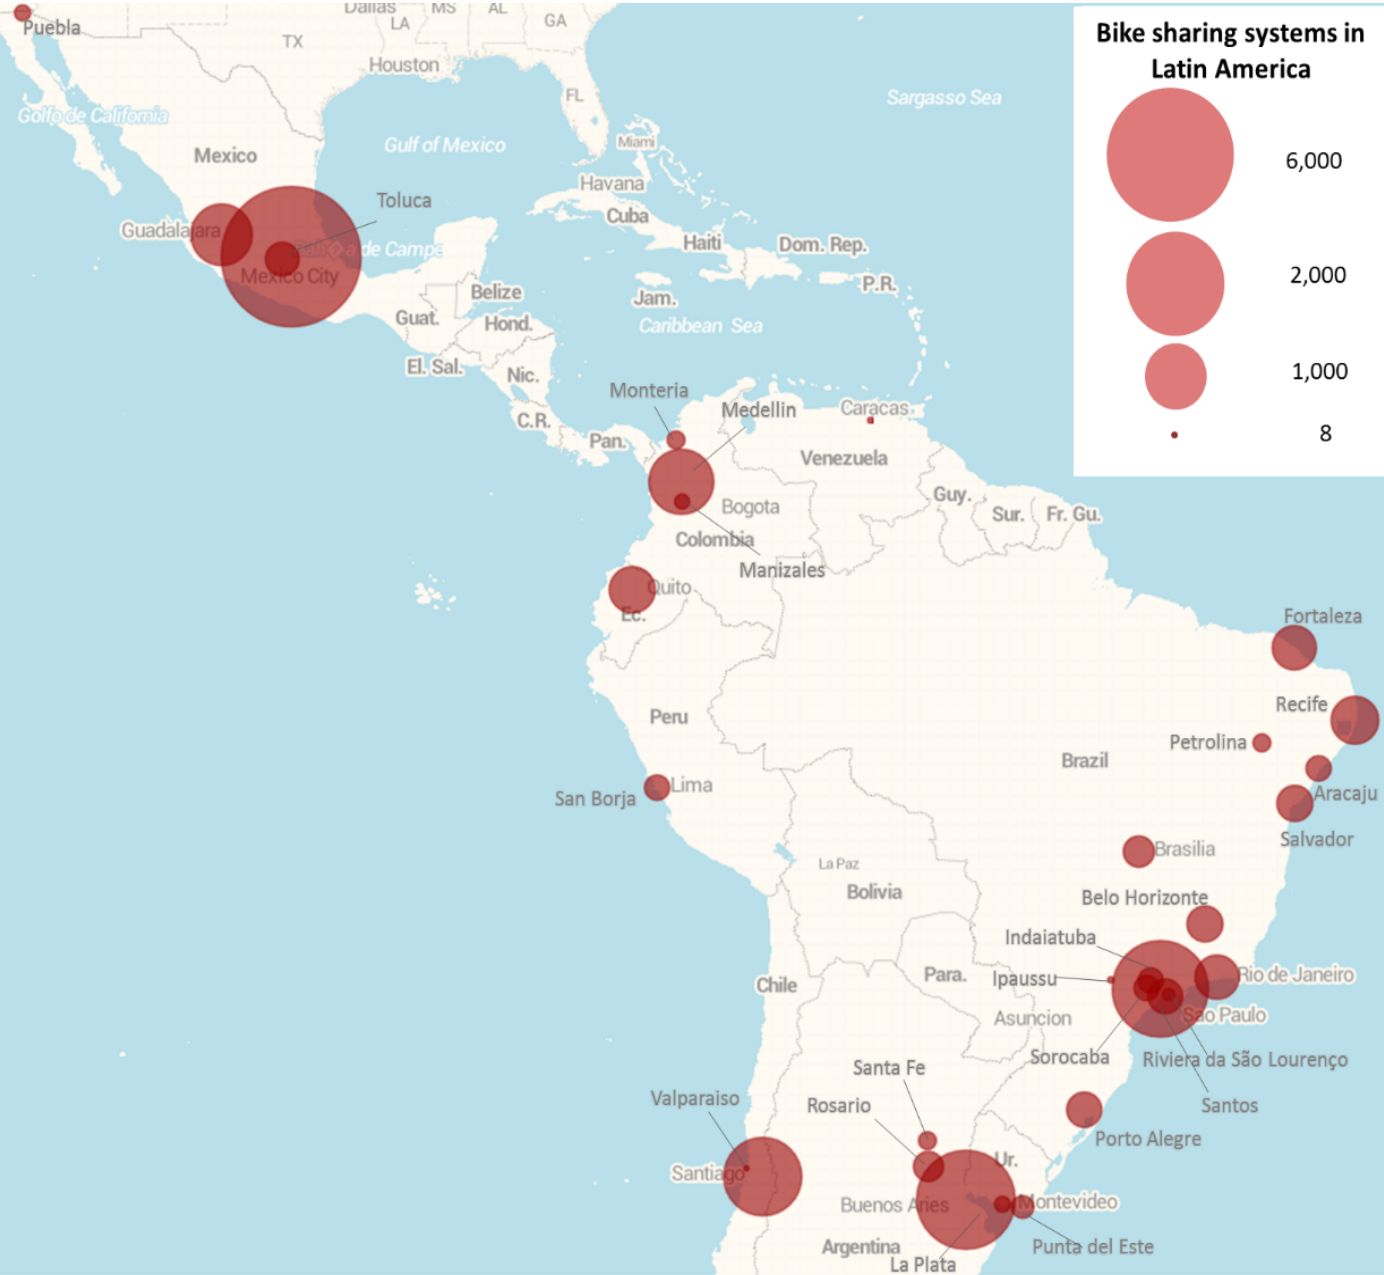 Dallas
MS
AL
Puebla
LA
GA
TX
Houston
FL
Bike sharing systems in
Latin America
6,000
2,000
1,000
8
Golfo de California
Sargasso Sea
Gulf of Mexico
Miami
Mexico
Havana
Toluca
Cuba
Guadalajara
Haiti
Dom. Rep.
de Campe
Mexico City
P.R.
Belize
Jam.
Guat.
Hond.
Caribbean Sea
El. Sal.
Nic.
Monteria
Medellin
Caracas
C.R.
Pan.
Venezuela
Guy.
Bogota
Sur.
Fr. Gu.
Colombia
Manizales
Quito
Ec.
Fortaleza
Recife
Peru
Petrolina
Brazil
Lima
San Borja
Aracaju
Salvador
Brasilia
La Paz
Bolivia
Belo Horizonte
Indaiatuba
Ipaussu
Para.
Rio de Janeiro
Chile
Sao Paulo
Asuncion
Sorocaba
Riviera da São Lourenço
Santa Fe
Valparaiso
Rosario
Santos
Porto Alegre
Ur.
Santiago
Buenos Aries
Montevideo
Argentina
Punta del Este
La Plata